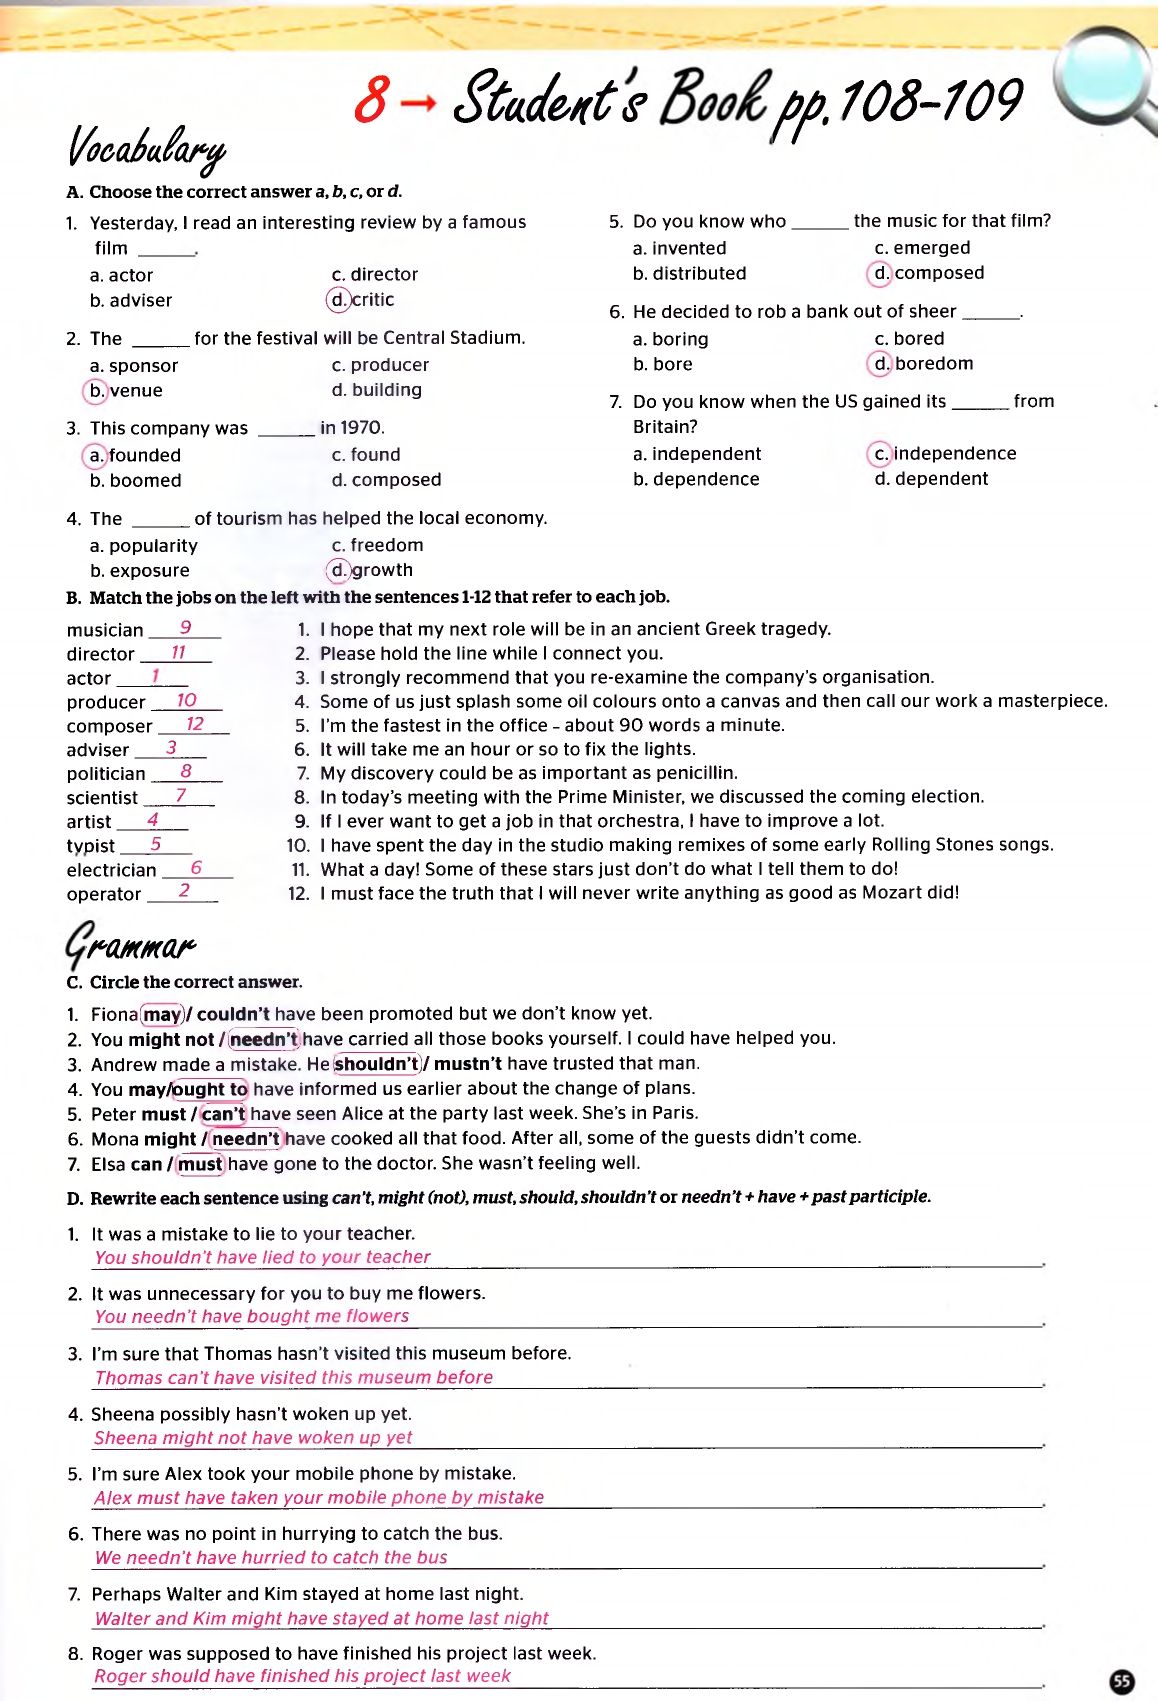 8 → Student's Book pp.108-109
Vocabulary
A. Choose the correct answer a, b, c, or d.
1. Yesterday, I read an interesting review by a famous
film ______.
a. actor
c. director
b. adviser
d. critic
2. The ______ for the festival will be Central Stadium.
a. sponsor
c. producer
b. venue
d. building
3. This company was ______ in 1970.
a. founded
c. found
b. boomed
d. composed
4. The ______ of tourism has helped the local economy.
a. popularity
c. freedom
b. exposure
d. growth
5. Do you know who ______ the music for that film?
a. invented
c. emerged
b. distributed
d. composed
6. He decided to rob a bank out of sheer ______.
a. boring
c. bored
b. bore
d. boredom
7. Do you know when the US gained its ______ from
Britain?
a. independent
c. independence
b. dependence
d. dependent
B. Match the jobs on the left with the sentences 1-12 that refer to each job.
musician 9
director 11
actor 1
producer 10
composer 12
adviser 3
politician 8
scientist 7
artist 4
typist 5
electrician 6
operator 2
1. I hope that my next role will be in an ancient Greek tragedy.
2. Please hold the line while I connect you.
3. I strongly recommend that you re-examine the company's organisation.
4. Some of us just splash some oil colours onto a canvas and then call our work a masterpiece.
5. I'm the fastest in the office - about 90 words a minute.
6. It will take me an hour or so to fix the lights.
7. My discovery could be as important as penicillin.
8. In today's meeting with the Prime Minister, we discussed the coming election.
9. If I ever want to get a job in that orchestra, I have to improve a lot.
10. I have spent the day in the studio making remixes of some early Rolling Stones songs.
11. What a day! Some of these stars just don't do what I tell them to do!
12. I must face the truth that I will never write anything as good as Mozart did!
Grammar
C. Circle the correct answer.
1. Fiona may / couldn't have been promoted but we don't know yet.
2. You might not / needn't have carried all those books yourself. I could have helped you.
3. Andrew made a mistake. He shouldn't / mustn't have trusted that man.
4. You may/ought to have informed us earlier about the change of plans.
5. Peter must / can't have seen Alice at the party last week. She's in Paris.
6. Mona might / needn't have cooked all that food. After all, some of the guests didn't come.
7. Elsa can / must have gone to the doctor. She wasn't feeling well.
D. Rewrite each sentence using can't, might (not), must, should, shouldn't or needn't + have + past participle.
1. It was a mistake to lie to your teacher.
You shouldn't have lied to your teacher.
2. It was unnecessary for you to buy me flowers.
You needn't have bought me flowers.
3. I'm sure that Thomas hasn't visited this museum before.
Thomas can't have visited this museum before.
4. Sheena possibly hasn't woken up yet.
Sheena might not have woken up yet.
5. I'm sure Alex took your mobile phone by mistake.
Alex must have taken your mobile phone by mistake.
6. There was no point in hurrying to catch the bus.
We needn't have hurried to catch the bus.
7. Perhaps Walter and Kim stayed at home last night.
Walter and Kim might have stayed at home last night.
8. Roger was supposed to have finished his project last week.
Roger should have finished his project last week.
55